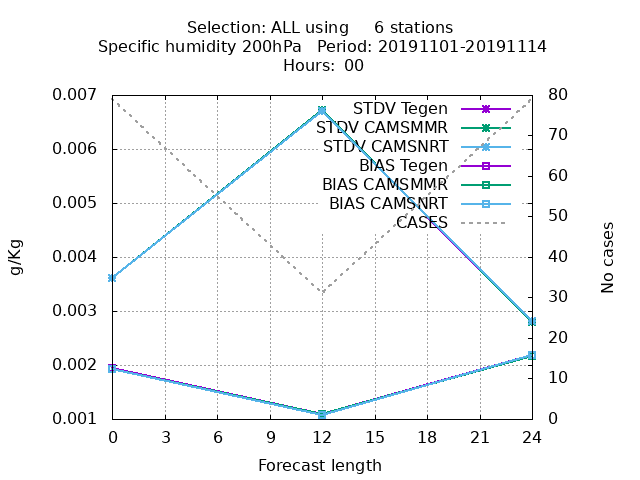 Selection: ALL using     6 stations
Specific humidity 200hPa   Period: 20191101-20191114
Hours:  00
0.007
0.006
0.005
0.004
0.003
0.002
0.001
g/Kg
STDV Tegen
STDV CAMSMMR
STDV CAMSNRT
BIAS Tegen
BIAS CAMSMMR
BIAS CAMSNRT
CASES
80
70
60
50
40
30
20
10
0
No cases
0 3 6 9 12 15 18 21 24
Forecast length